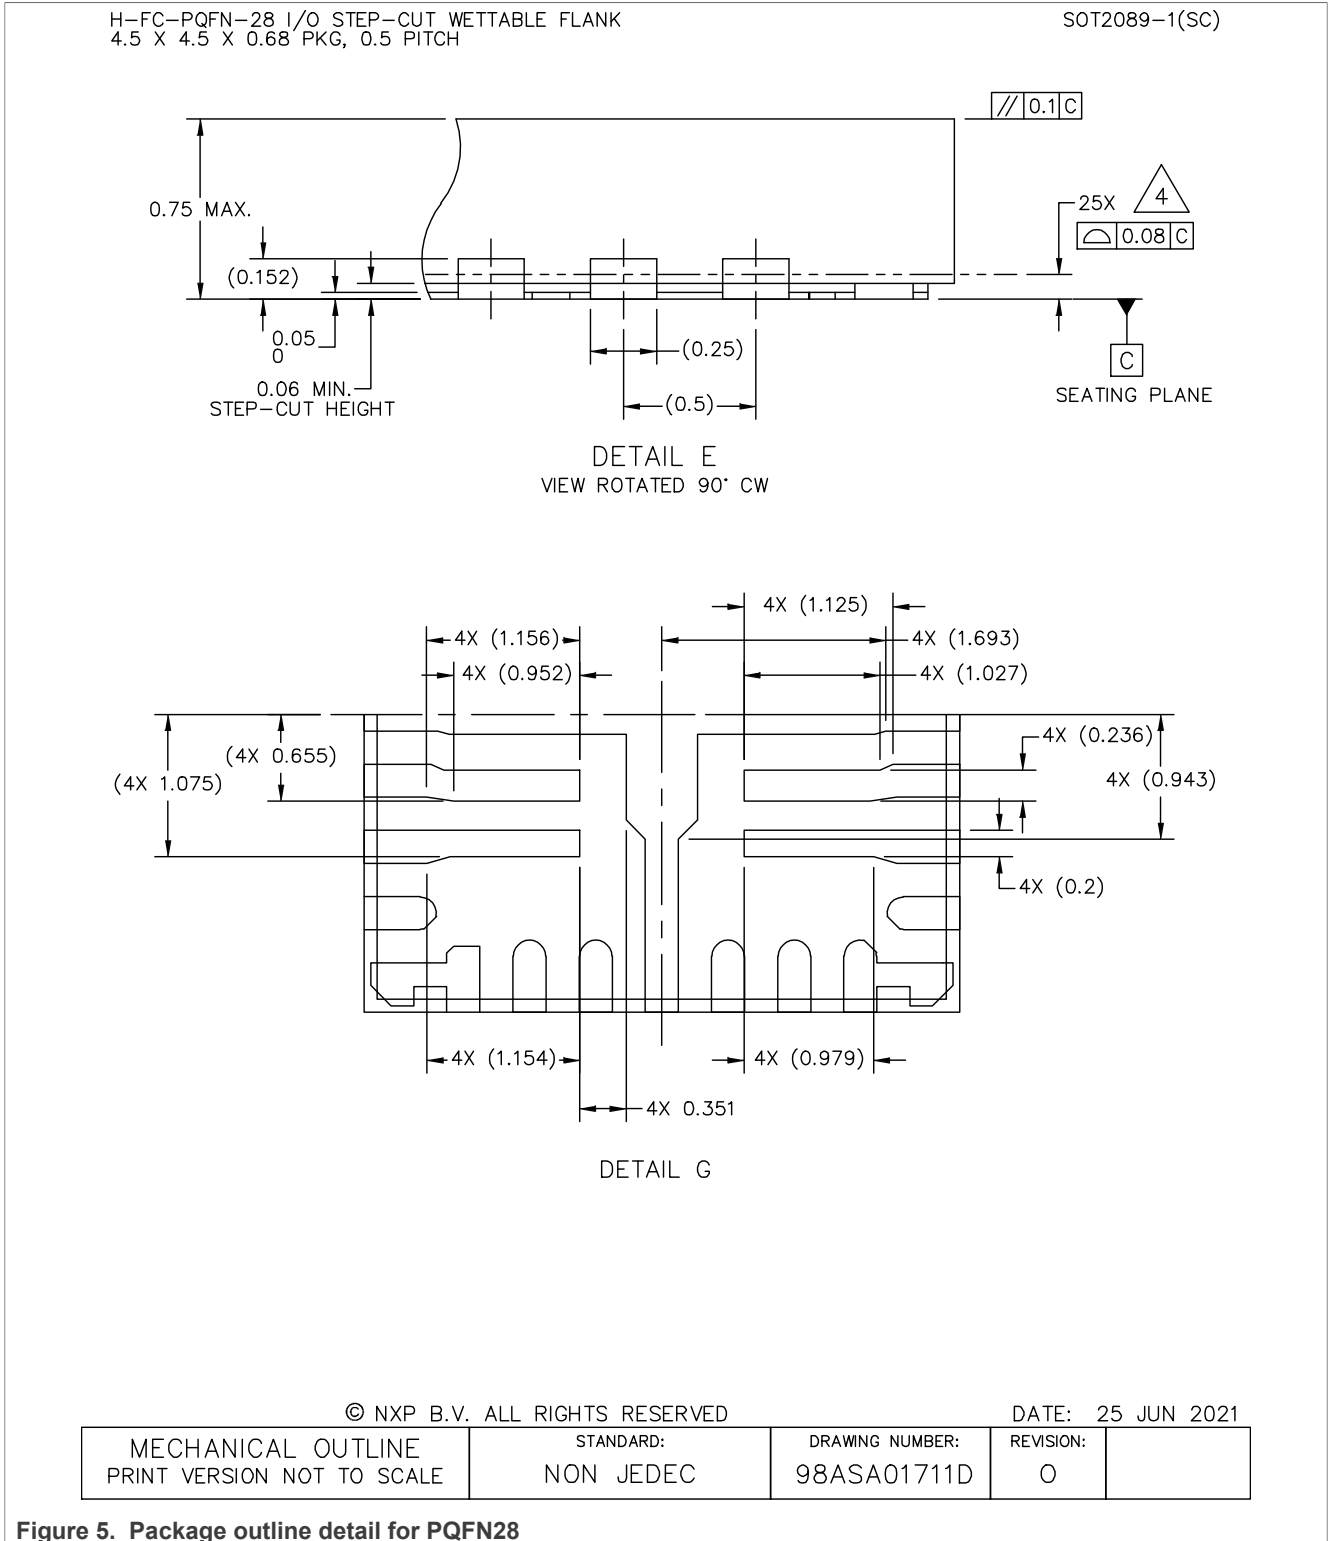 H-FC-PQFN-28 I/O STEP-CUT WETTABLE FLANK
4.5 X 4.5 X 0.68 PKG, 0.5 PITCH
SOT2089-1(SC)
// 0.1 C
0.75 MAX.
25X
4
0.08 C
(0.152)
0.05
0
(0.25)
C
0.06 MIN.
STEP-CUT HEIGHT
(0.5)
SEATING PLANE
DETAIL E
VIEW ROTATED 90° CW
4X (1.125)
4X (1.156)
4X (1.693)
4X (0.952)
4X (1.027)
4X (0.236)
(4X 0.655)
(4X 1.075)
4X (0.943)
4X (0.2)
4X (1.154)
4X (0.979)
4X 0.351
DETAIL G
© NXP B.V. ALL RIGHTS RESERVED
DATE: 25 JUN 2021
MECHANICAL OUTLINE
PRINT VERSION NOT TO SCALE
STANDARD:
NON JEDEC
DRAWING NUMBER:
98ASA01711D
REVISION:
O
Figure 5. Package outline detail for PQFN28